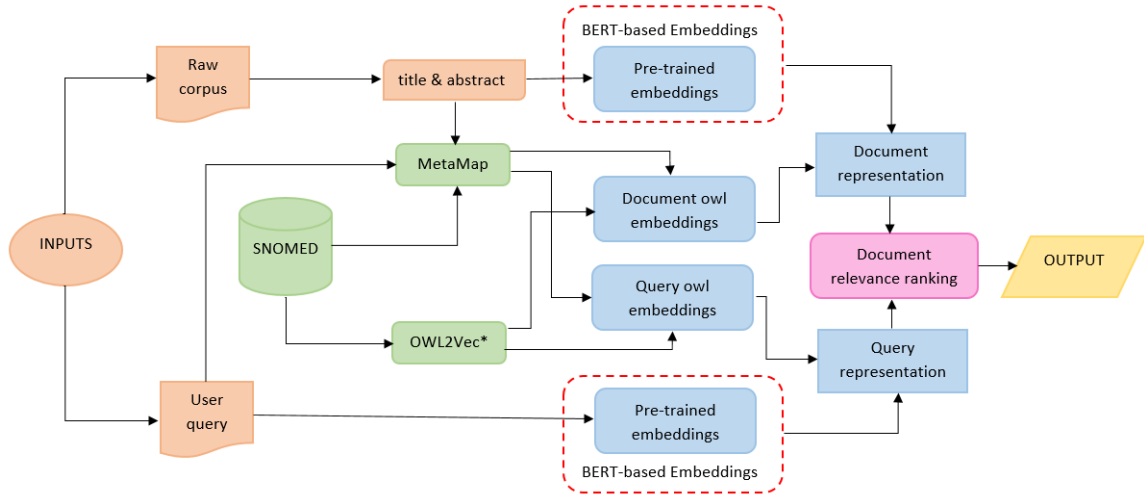 BERT-based Embeddings
Raw
corpus
title & abstract
Pre-trained
embeddings
MetaMap
Document
representation
Document owl
embeddings
INPUTS
SNOMED
Document
relevance ranking
OUTPUT
Query owl
embeddings
OWL2Vec*
Query
representation
User
query
Pre-trained
embeddings
BERT-based Embeddings